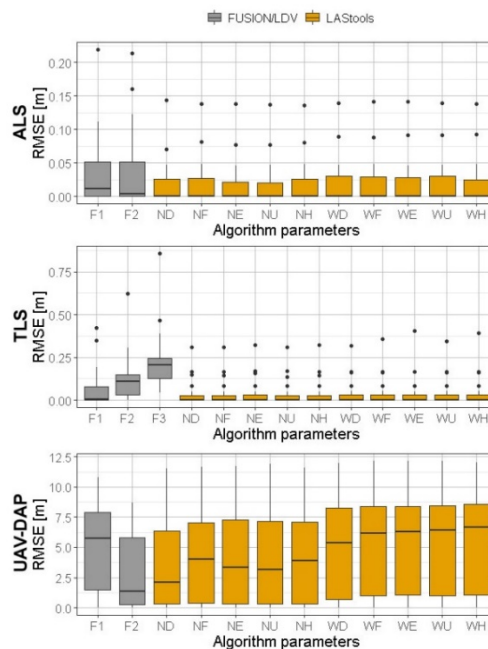 FUSION/LDV LAStools
ALS
RMSE [m]
0.20
0.15
0.10
0.05
0.00
F1 F2 ND NF NE NU NH WD WF WE WU WH
Algorithm parameters
TLS
RMSE [m]
0.75
0.50
0.25
0.00
F1 F2 F3 ND NF NE NU NH WD WF WE WU WH
Algorithm parameters
UAV-DAP
RMSE [m]
12.5
10.0
7.5
5.0
2.5
0.0
F1 F2 ND NF NE NU NH WD WF WE WU WH
Algorithm parameters